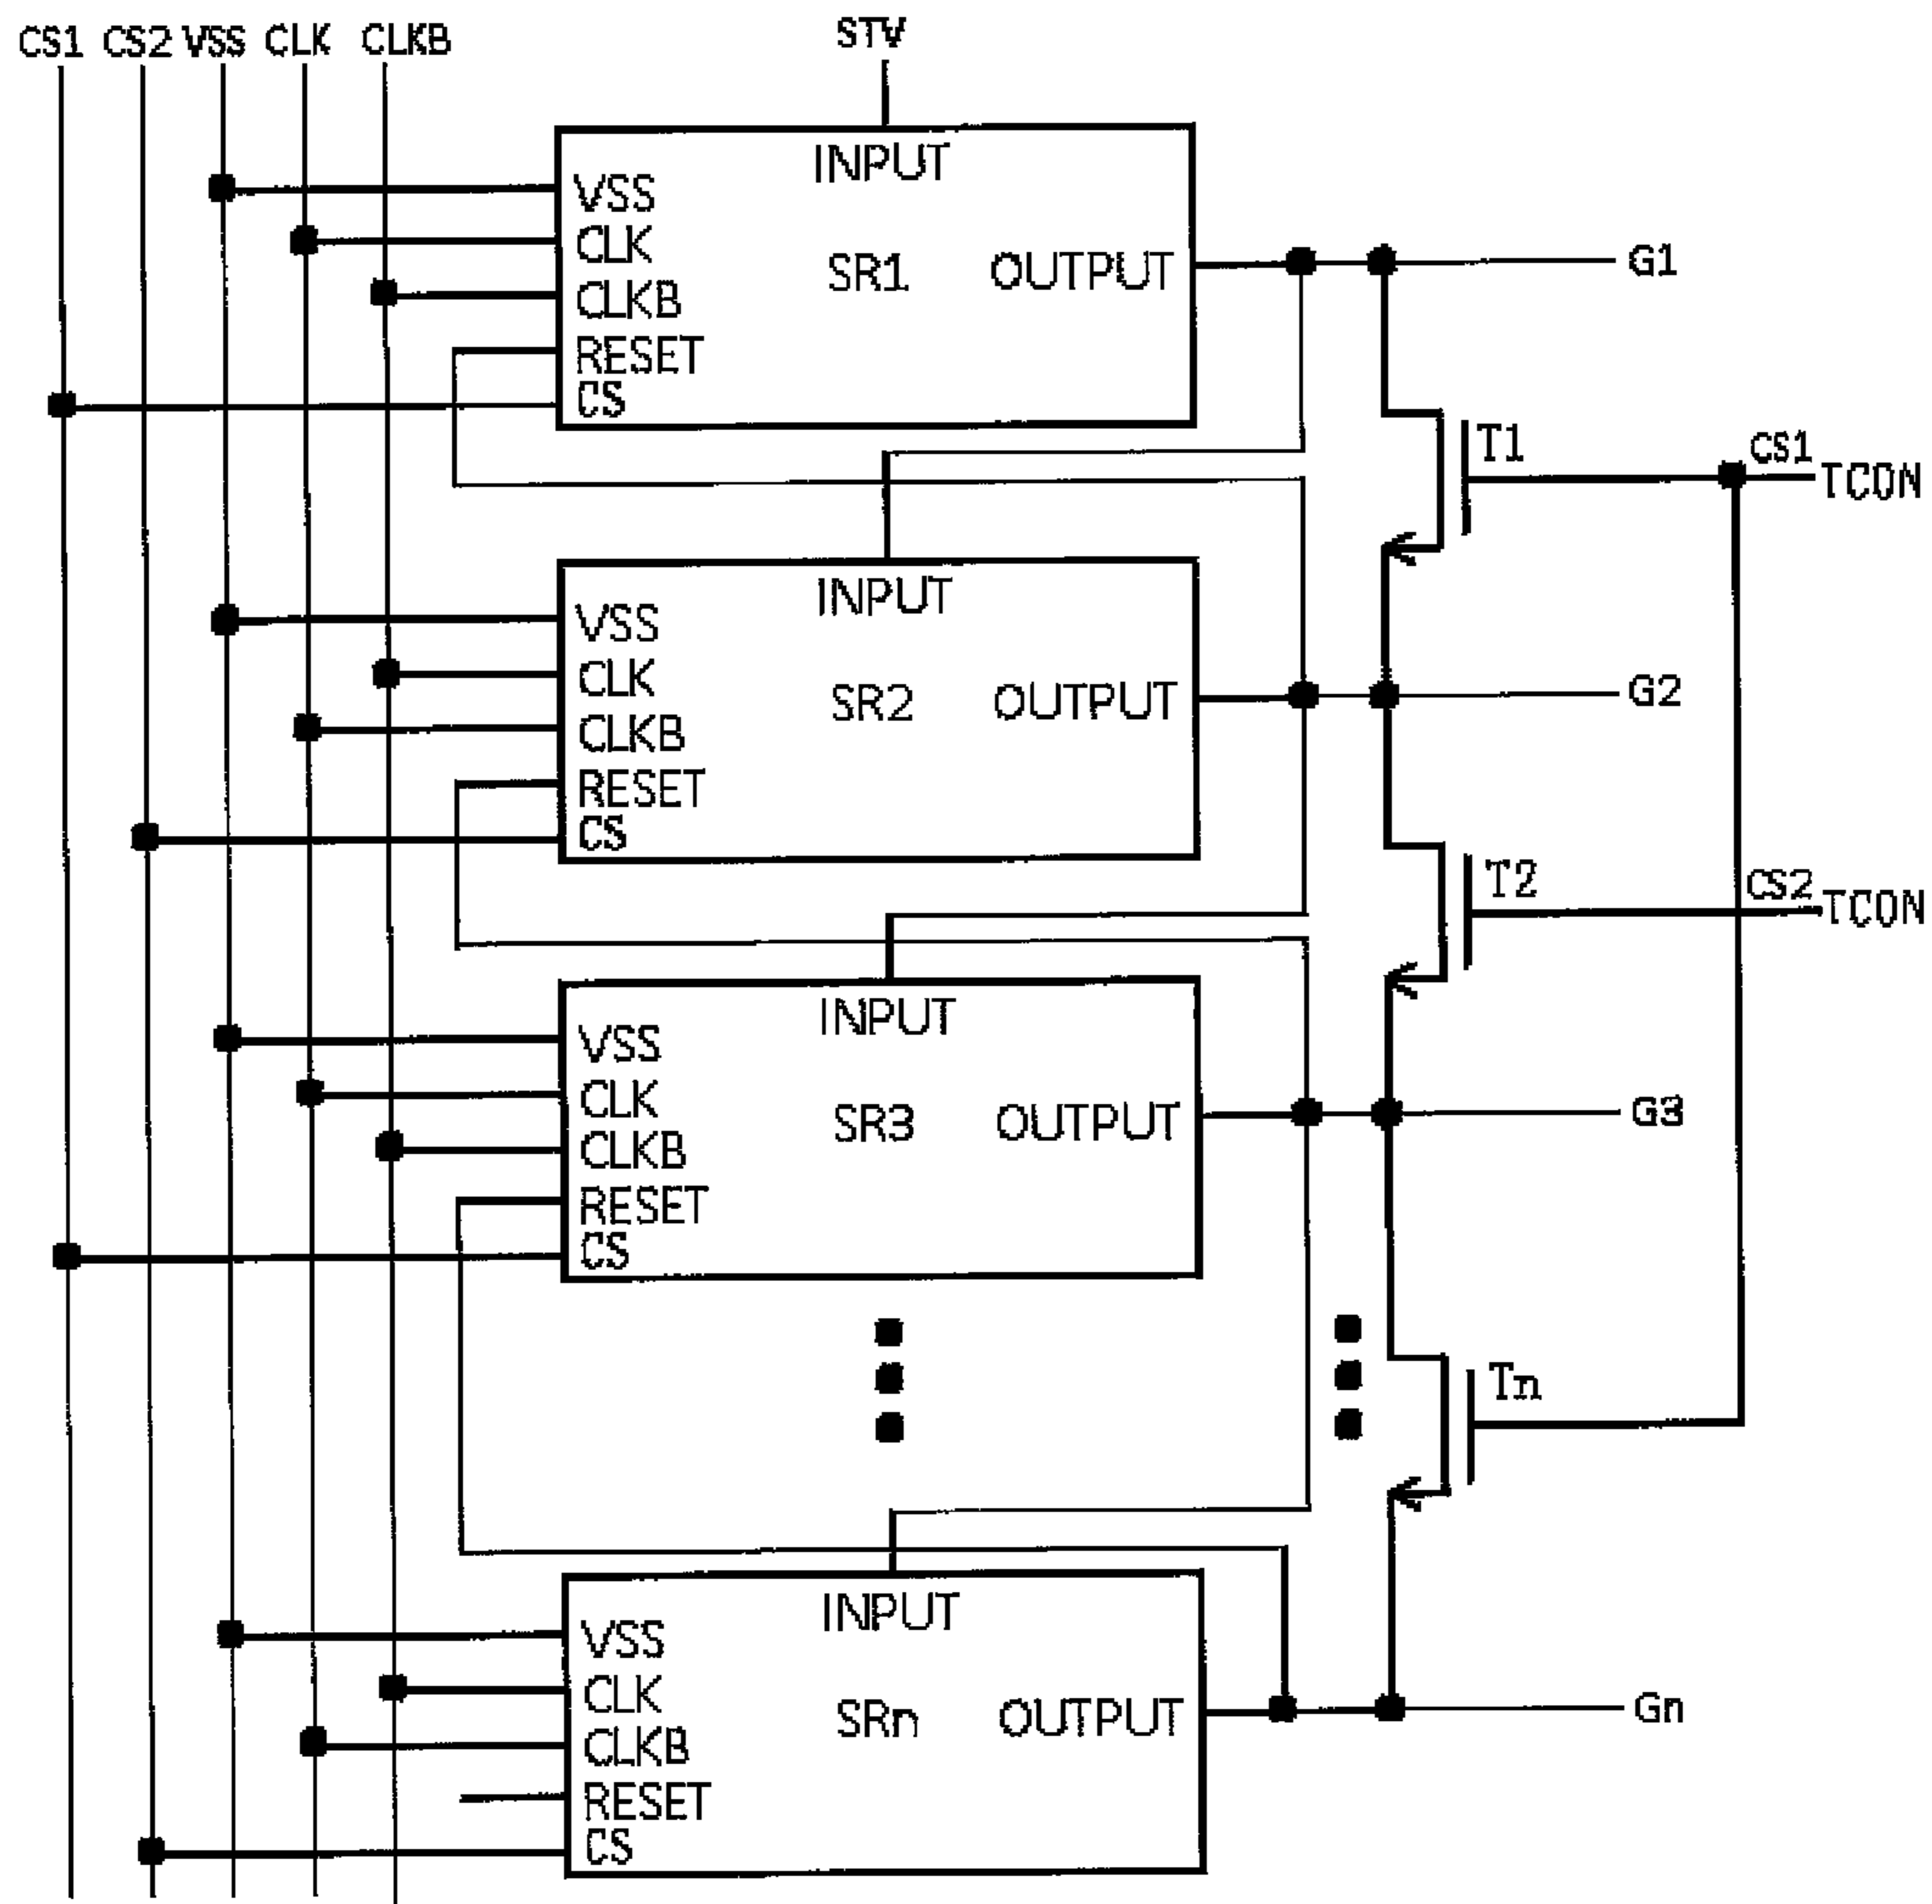 CS1 CS2 VSS CLK CLKB STV
INPUT
VSS
CLK
SR1 OUTPUT
CLKB
RESET
CS
G1
T1
CS1
TCON
INPUT
VSS
CLK
SR2 OUTPUT
CLKB
RESET
CS
G2
T2
CS2
TCON
INPUT
VSS
CLK
SR3 OUTPUT
CLKB
RESET
CS
G3
Tn
INPUT
VSS
CLK
SRn OUTPUT
CLKB
RESET
CS
Gn